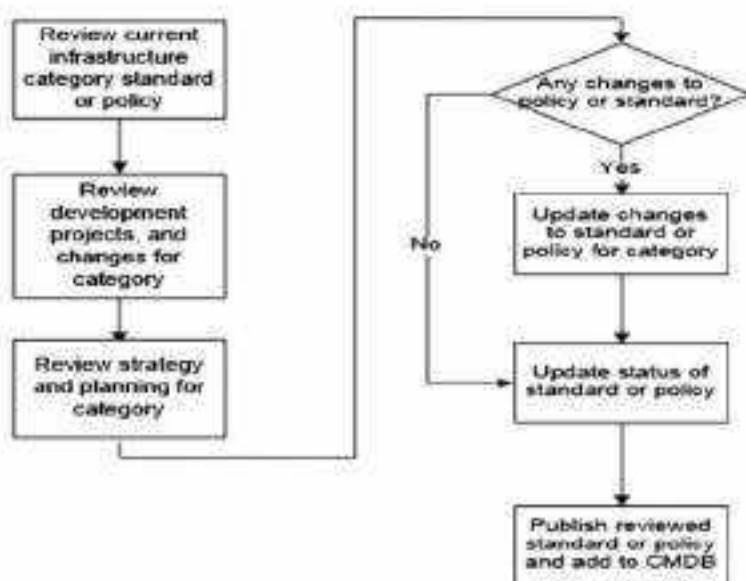 Review current
infrastructure
category standard
or policy
Review
development
projects, and
changes for
category
Review strategy
and planning for
category
Any changes to
policy or standard?
Yes
No
Update changes
to standard or
policy for category
Update status of
standard or policy
Publish reviewed
standard or policy
and add to CMDB